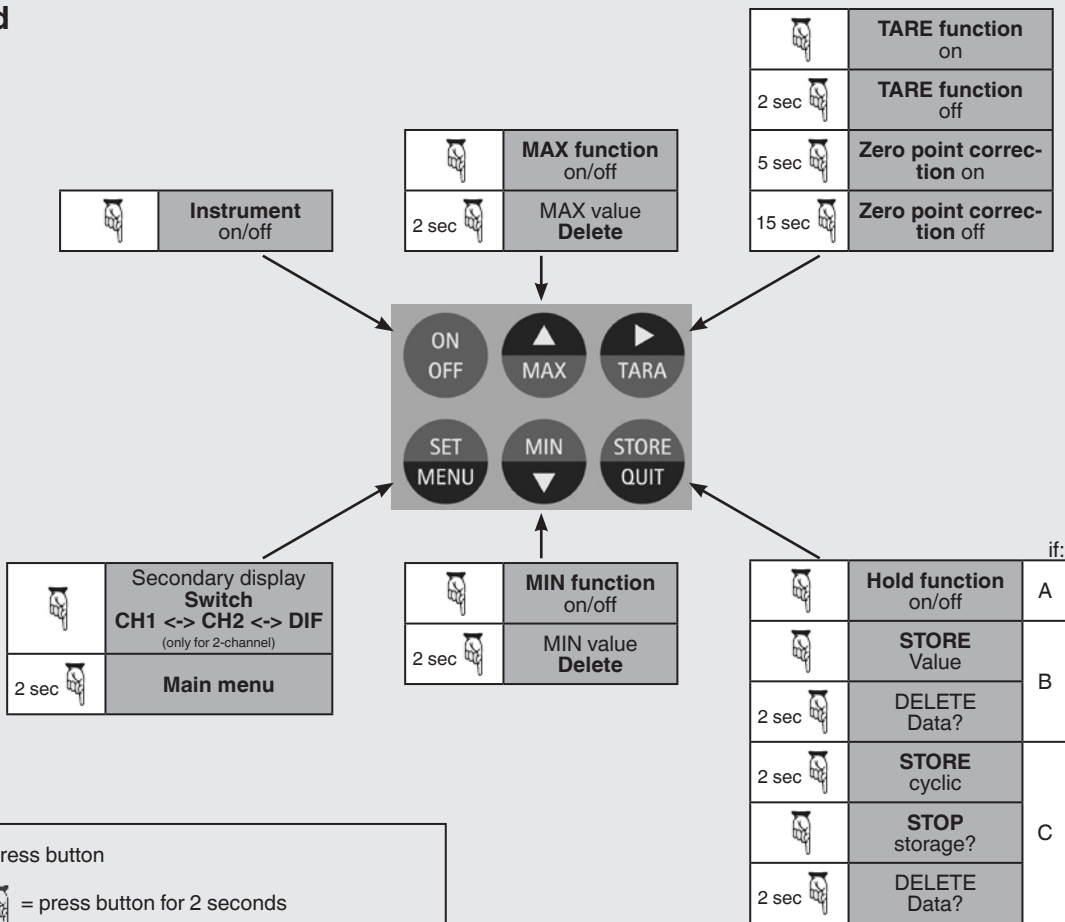 d
TARE function
on
2 sec
TARE function
off
5 sec
Zero point correc-
tion on
15 sec
Zero point correc-
tion off
MAX function
on/off
2 sec
MAX value
Delete
Instrument
on/off
ON
OFF
MAX
TARA
SET
MENU
MIN
STORE
QUIT
Secondary display
Switch
CH1 <-> CH2 <-> DIF
(only for 2-channel)
2 sec
Main menu
MIN function
on/off
2 sec
MIN value
Delete
if:
Hold function
on/off
A
STORE
Value
B
2 sec
DELETE
Data?
2 sec
STORE
cyclic
STOP
storage?
C
2 sec
DELETE
Data?
ress button
= press button for 2 seconds